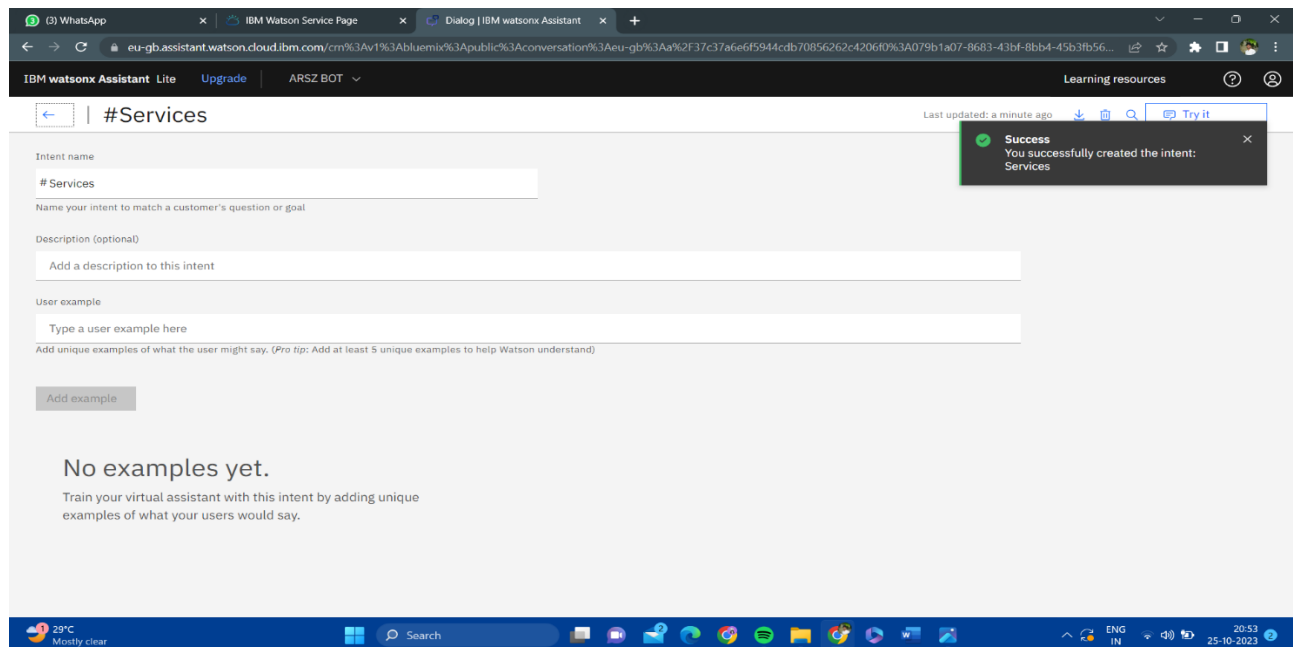 (3) WhatsApp
IBM Watson Service Page
Dialog | IBM watsonx Assistant
eu-gb.assistant.watson.cloud.ibm.com/crn%3Av1%3Abluemix%3Apublic%3Aconversation%3Aeu-gb%3Aa%2F37c37a6e6f5944cdb70856262c4206f0%3A079b1a07-8683-43bf-8bb4-45b3fb56...
IBM watsonx Assistant Lite
Upgrade
ARSZ BOT
Learning resources
#Services
Last updated: a minute ago
Try it
Success
You successfully created the intent:
Services
Intent name
#Services
Name your intent to match a customer's question or goal
Description (optional)
Add a description to this intent
User example
Type a user example here
Add unique examples of what the user might say. (Pro tip: Add at least 5 unique examples to help Watson understand)
Add example
No examples yet.
Train your virtual assistant with this intent by adding unique
examples of what your users would say.
1
29°C
Mostly clear
Search
2
ENG
IN
20:53
25-10-2023
2